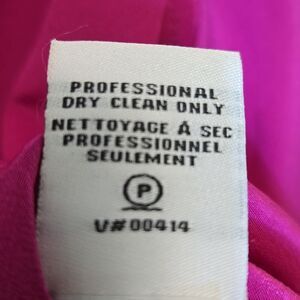 PROFESSIONAL
DRY CLEAN ONLY
NETTOYAGE À SEC
PROFESSIONNEL
SEULEMENT
P
V#00414